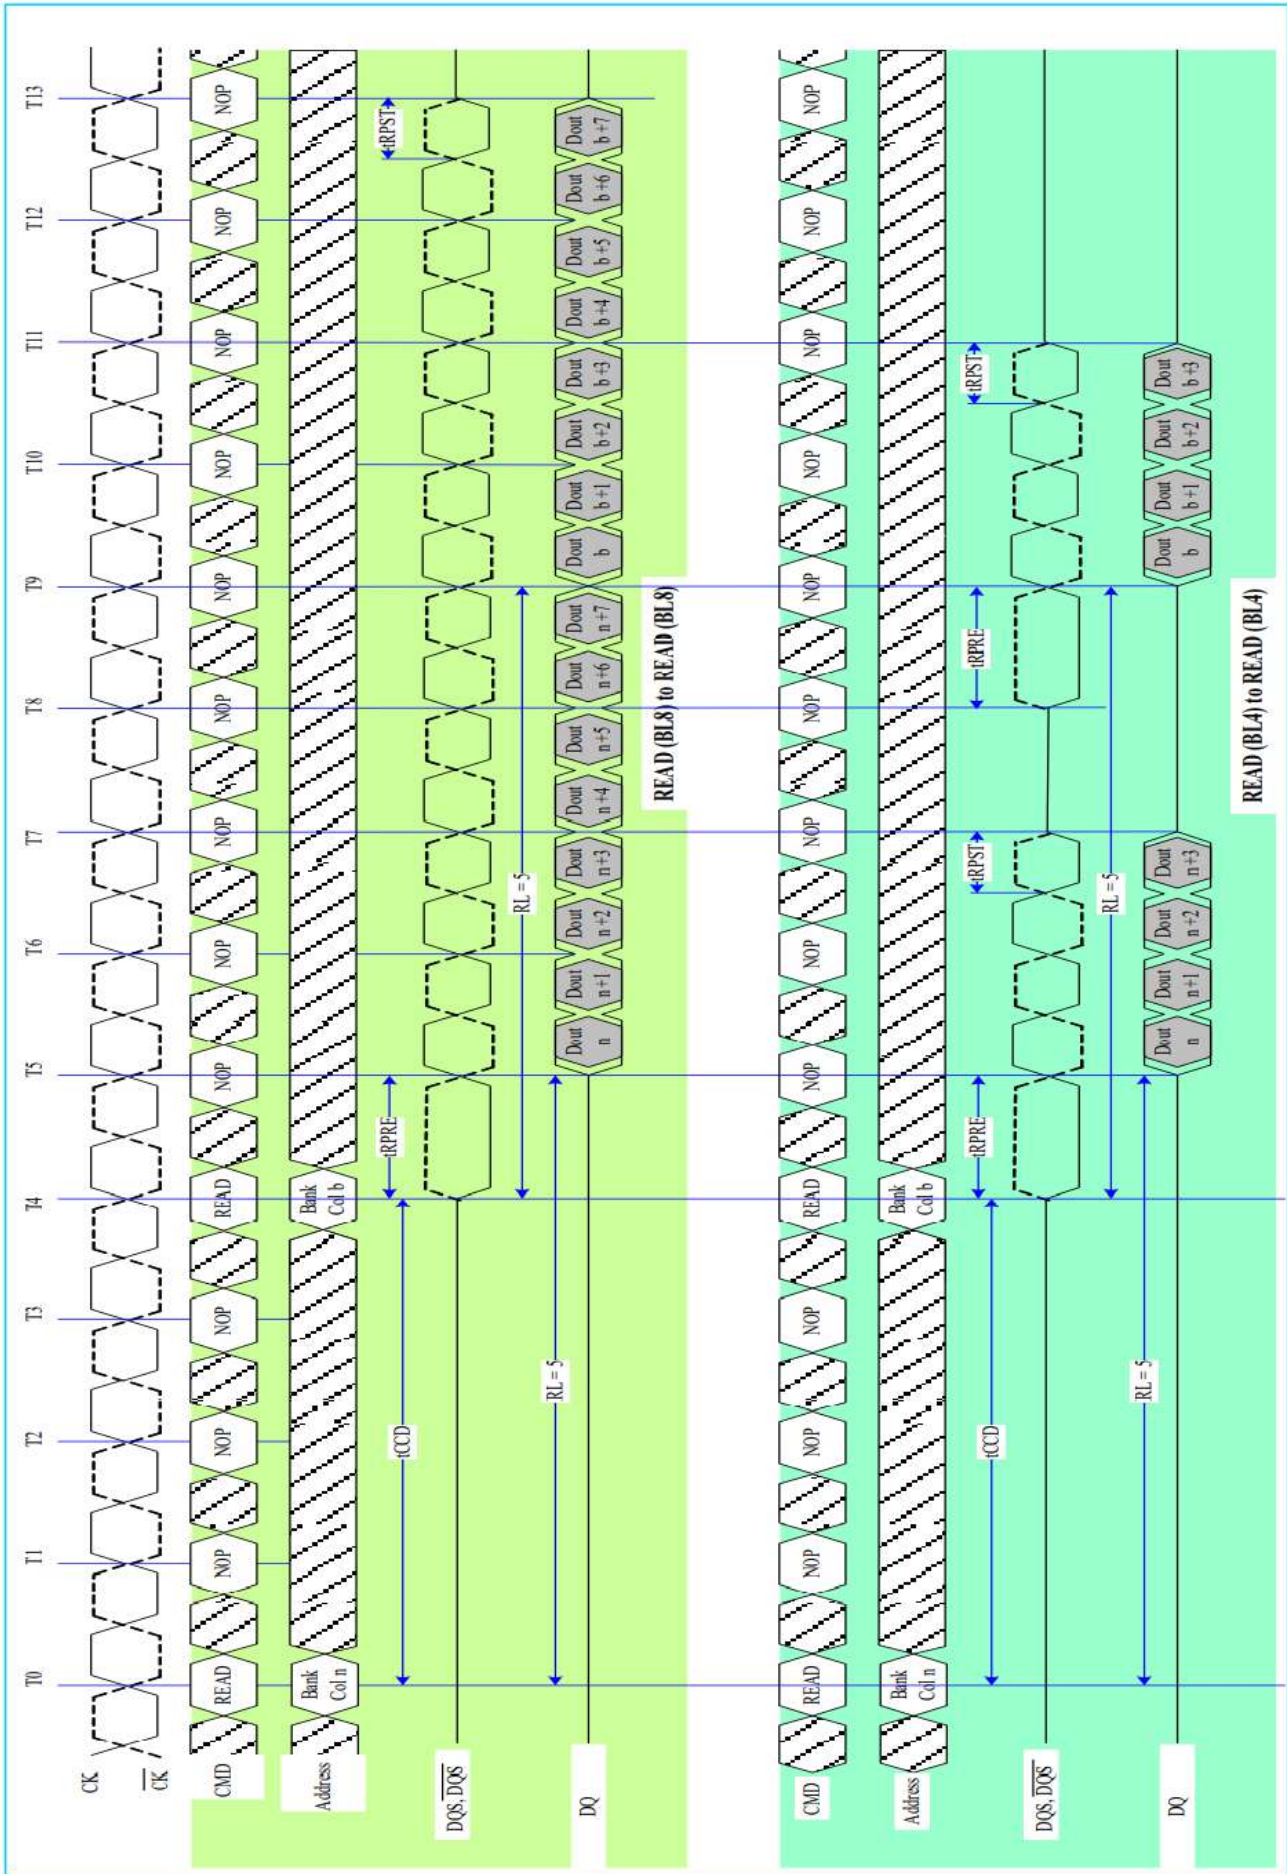 T0 T1 T2 T3 T4 T5 T6 T7 T8 T9 T10 T11 T12 T13
CK
CK
CMD READ NOP NOP NOP READ NOP NOP NOP NOP NOP NOP NOP NOP NOP
Address Bank Bank
Col n Col b
tRPRE tRPST
tCCD
DQS, DQS
RL = 5
RL = 5
DQ Dout Dout Dout Dout Dout Dout Dout Dout Dout Dout Dout Dout Dout Dout Dout Dout
n n+1 n+2 n+3 n+4 n+5 n+6 n+7 b b+1 b+2 b+3 b+4 b+5 b+6 b+7
READ (BL8) to READ (BL8)
CMD READ NOP NOP NOP READ NOP NOP NOP NOP NOP NOP NOP NOP NOP
Address Bank Bank
Col n Col b
tRPRE tRPST tRPRE tRPST
tCCD
DQS, DQS
RL = 5
RL = 5
DQ Dout Dout Dout Dout Dout Dout Dout Dout
n n+1 n+2 n+3 b b+1 b+2 b+3
READ (BL4) to READ (BL4)